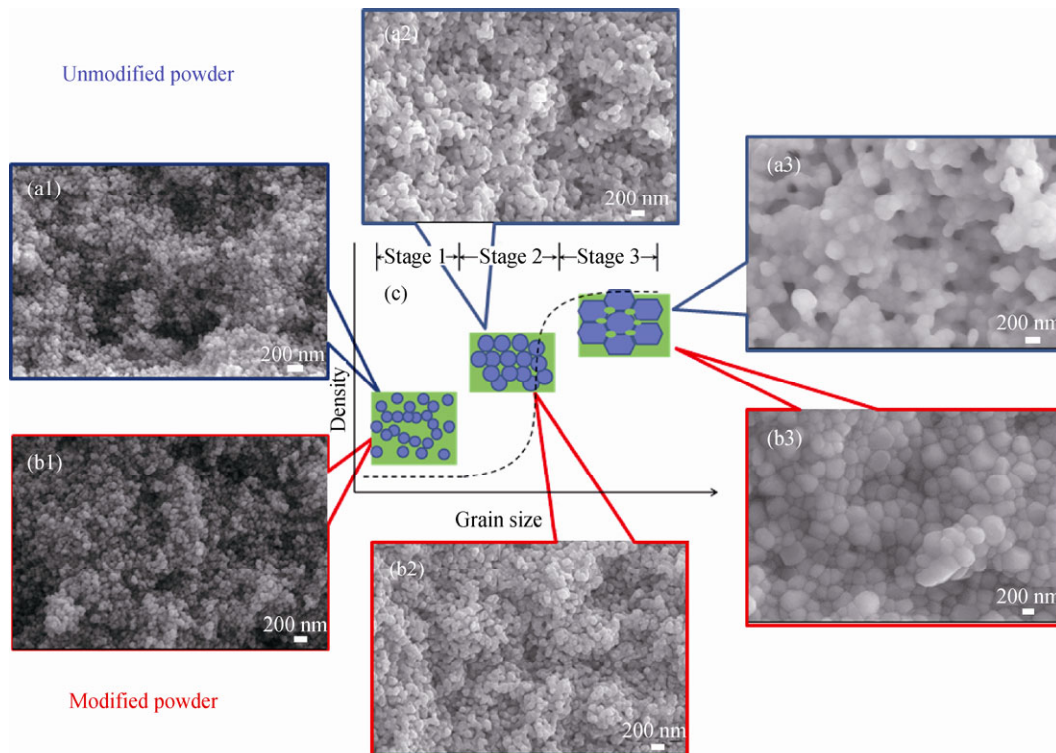 (a2)
200 nm
Unmodified powder
(a1)
200 nm
(a3)
200 nm
Stage 1
Stage 2
Stage 3
(c)
Density
Grain size
(b1)
200 nm
(b2)
200 nm
(b3)
200 nm
Modified powder